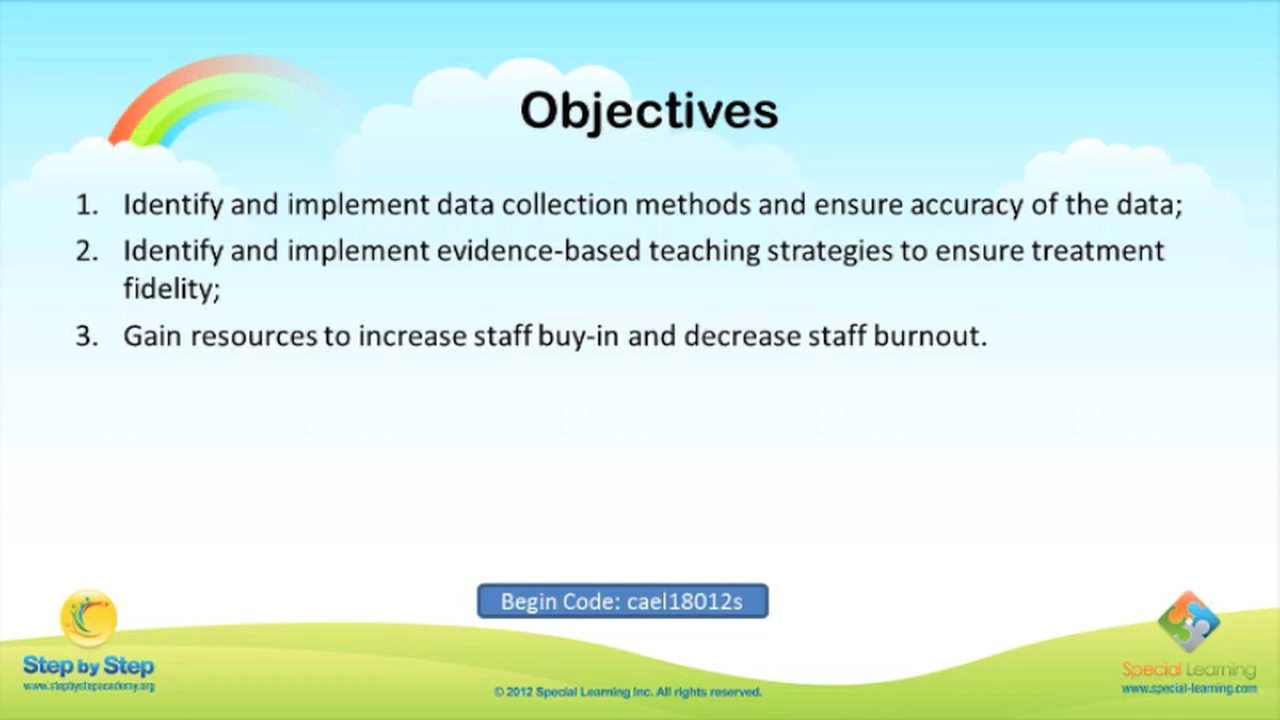 Objectives
1. Identify and implement data collection methods and ensure accuracy of the data;
2. Identify and implement evidence-based teaching strategies to ensure treatment
fidelity;
3. Gain resources to increase staff buy-in and decrease staff burnout.
Begin Code: cael18012s
Step by Step
www.stepbystepacademy.org
© 2012 Special Learning Inc. All rights reserved.
Special Learning
www.special-learning.com